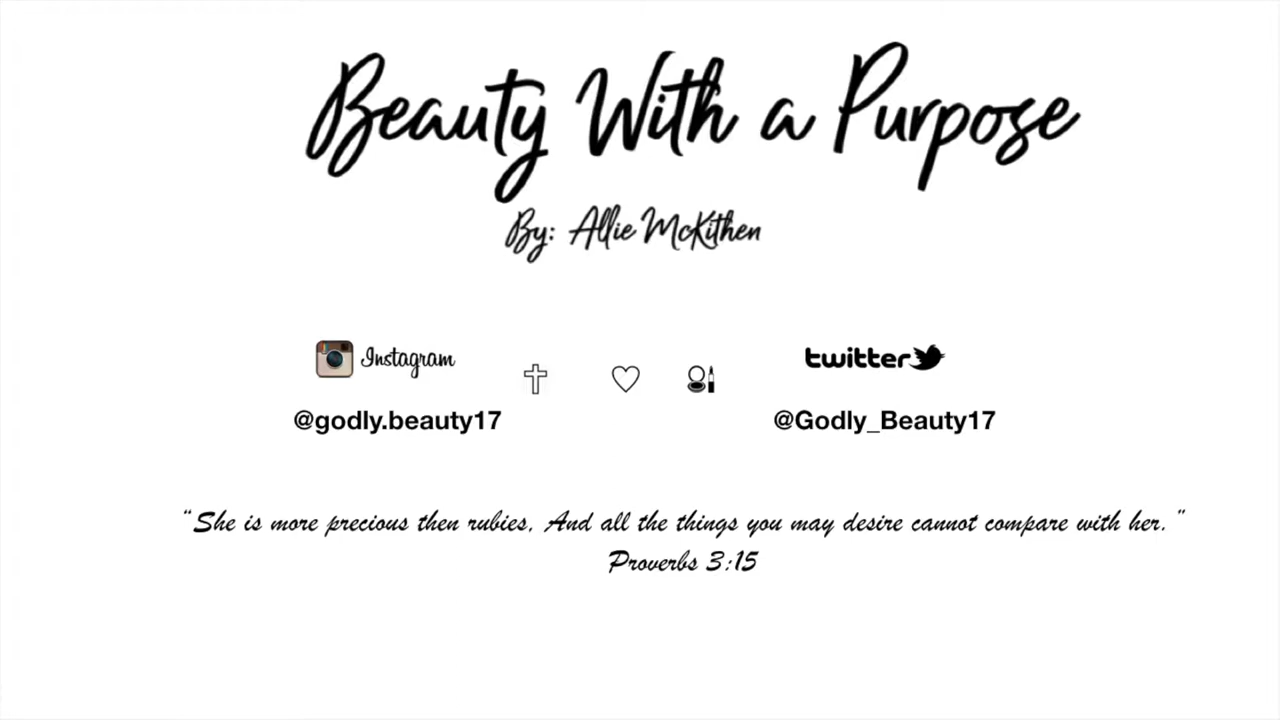 Beauty With a Purpose
By: Allie McKithen
Instagram
twitter
@godly.beauty17
@Godly_Beauty17
“She is more precious then rubies, And all the things you may desire cannot compare with her.”
Proverbs 3:15